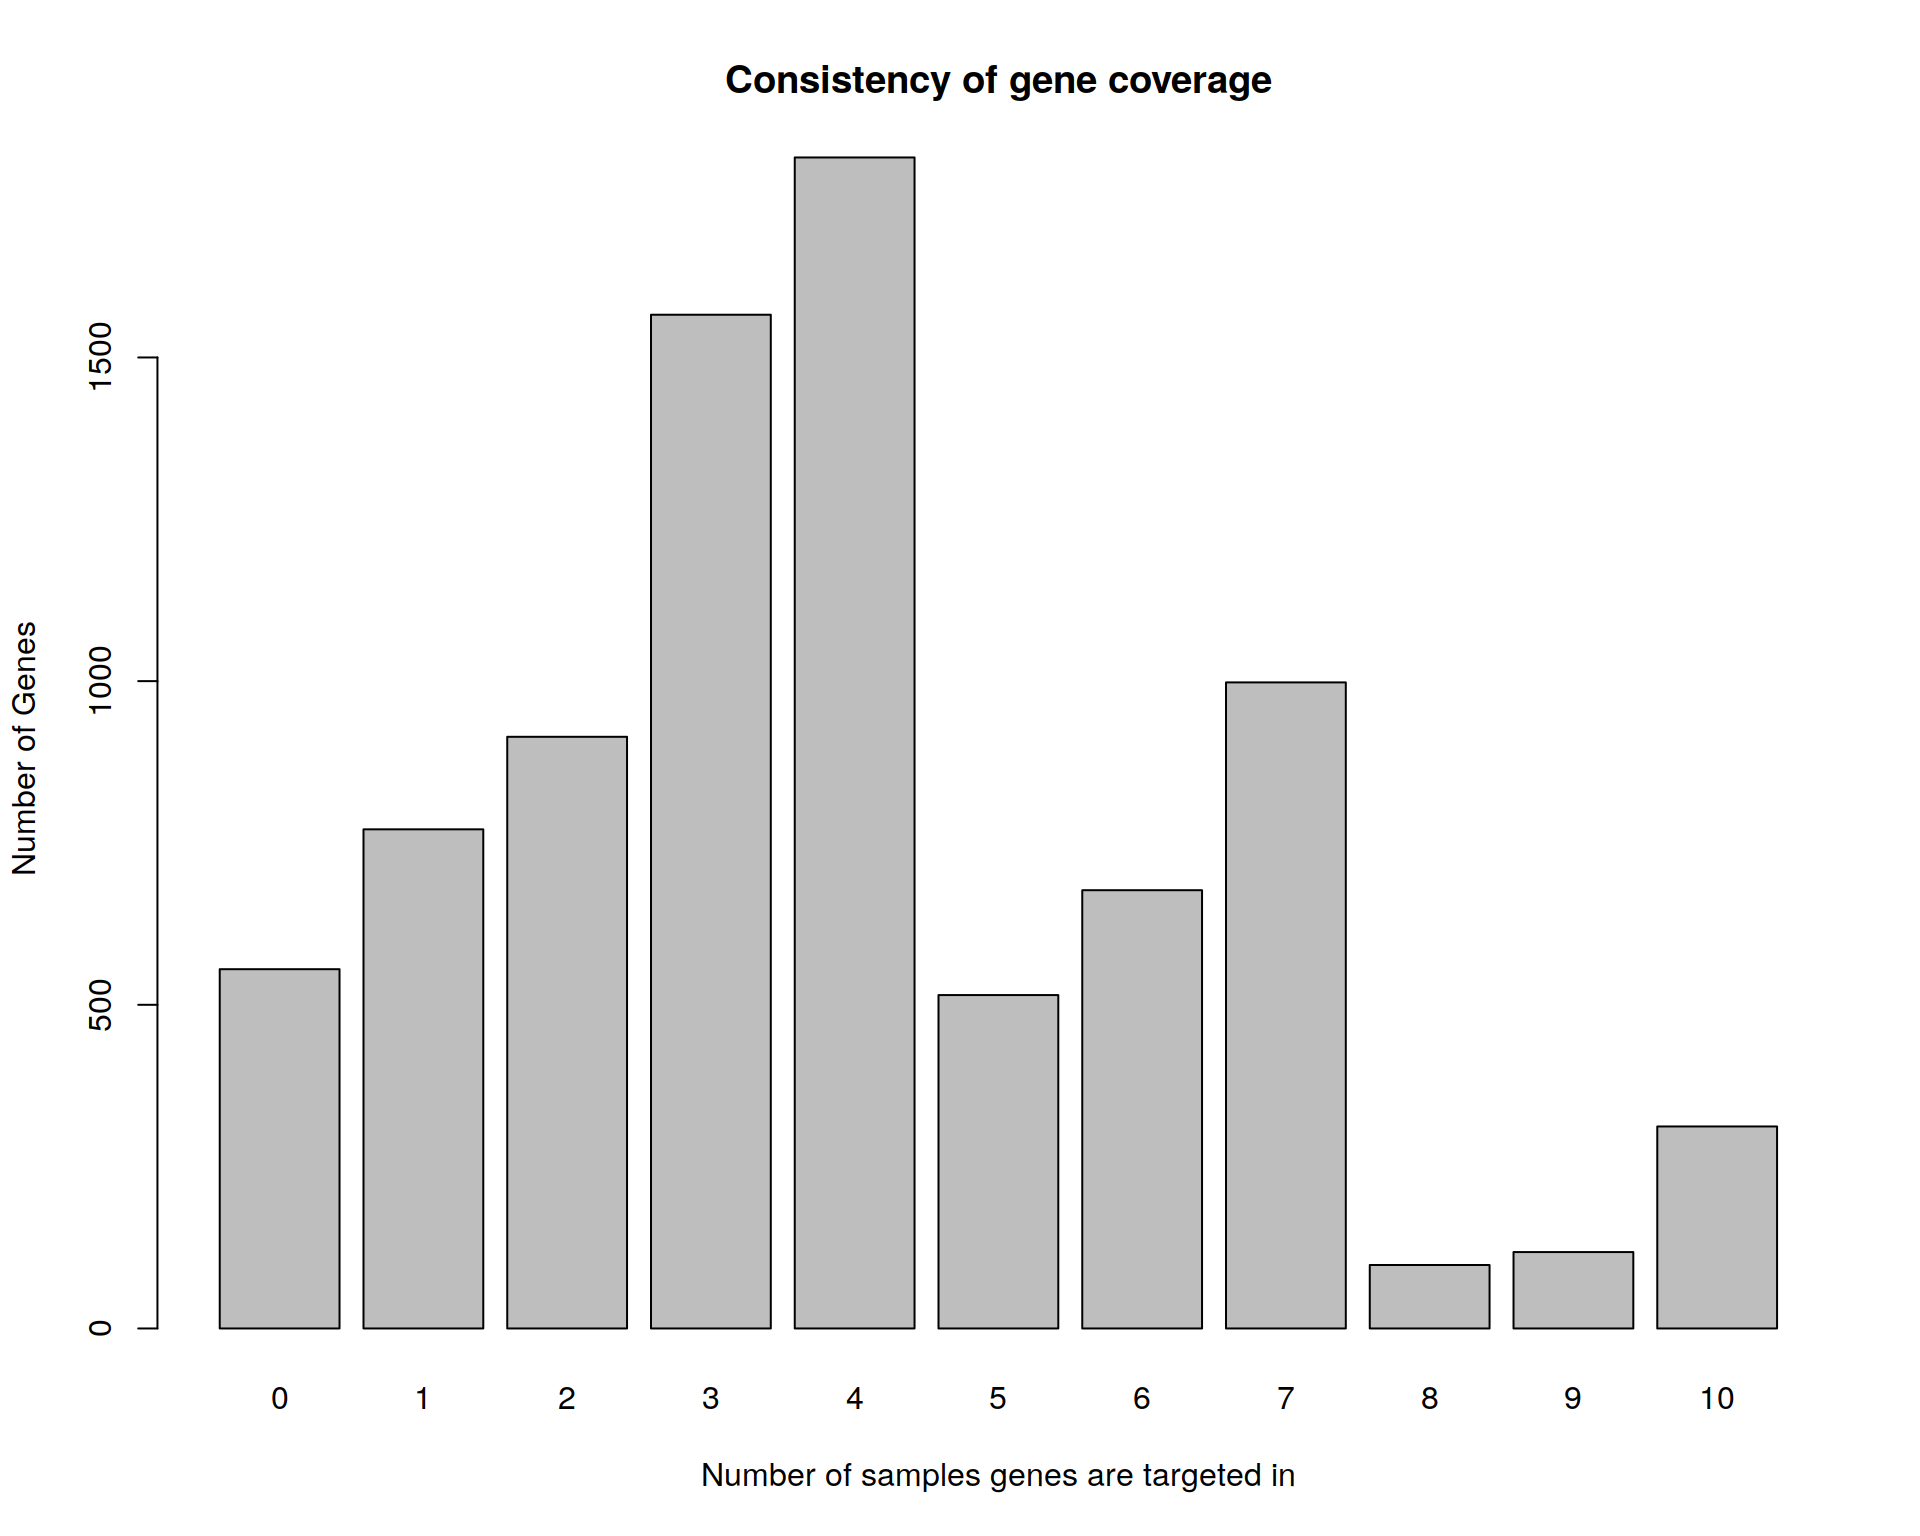 Consistency of gene coverage
Number of Genes
1500
1000
500
0
0 1 2 3 4 5 6 7 8 9 10
Number of samples genes are targeted in